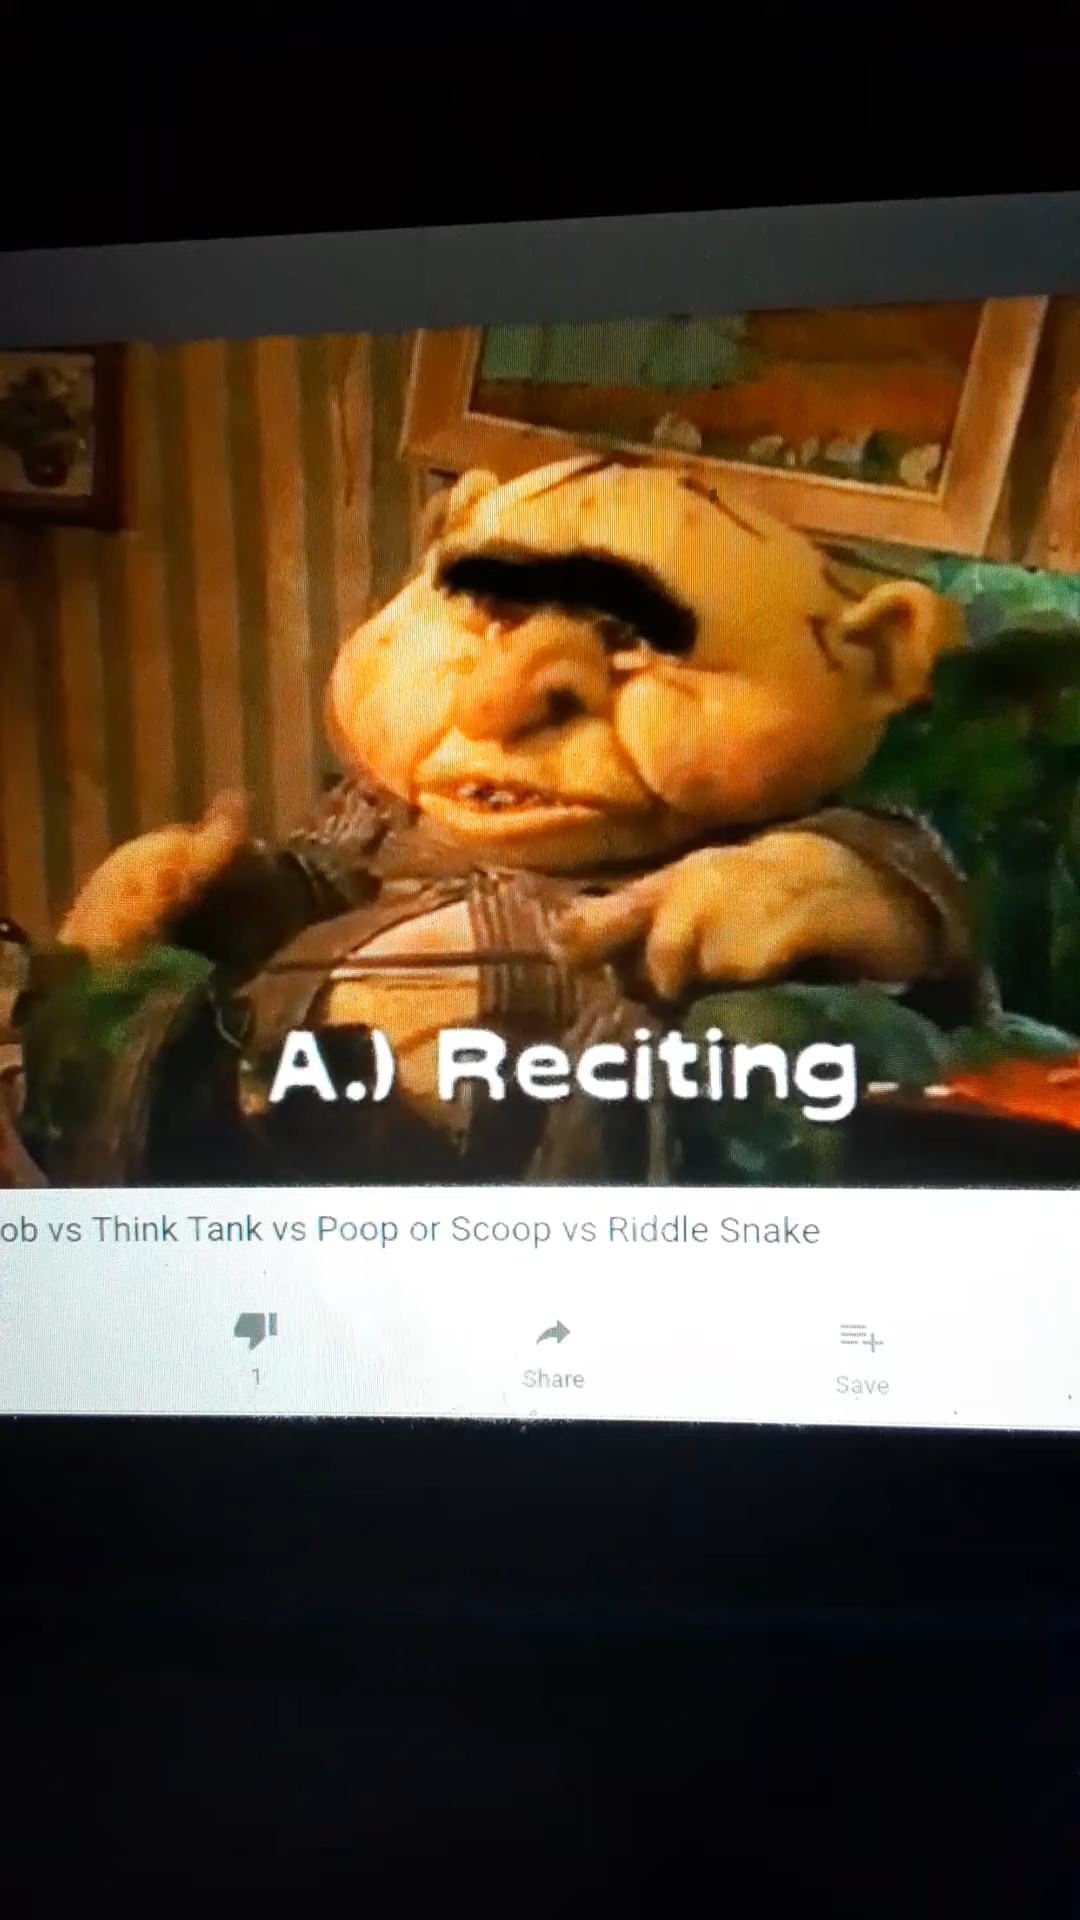 A.) Reciting
ob vs Think Tank vs Poop or Scoop vs Riddle Snake
1
Share
Save